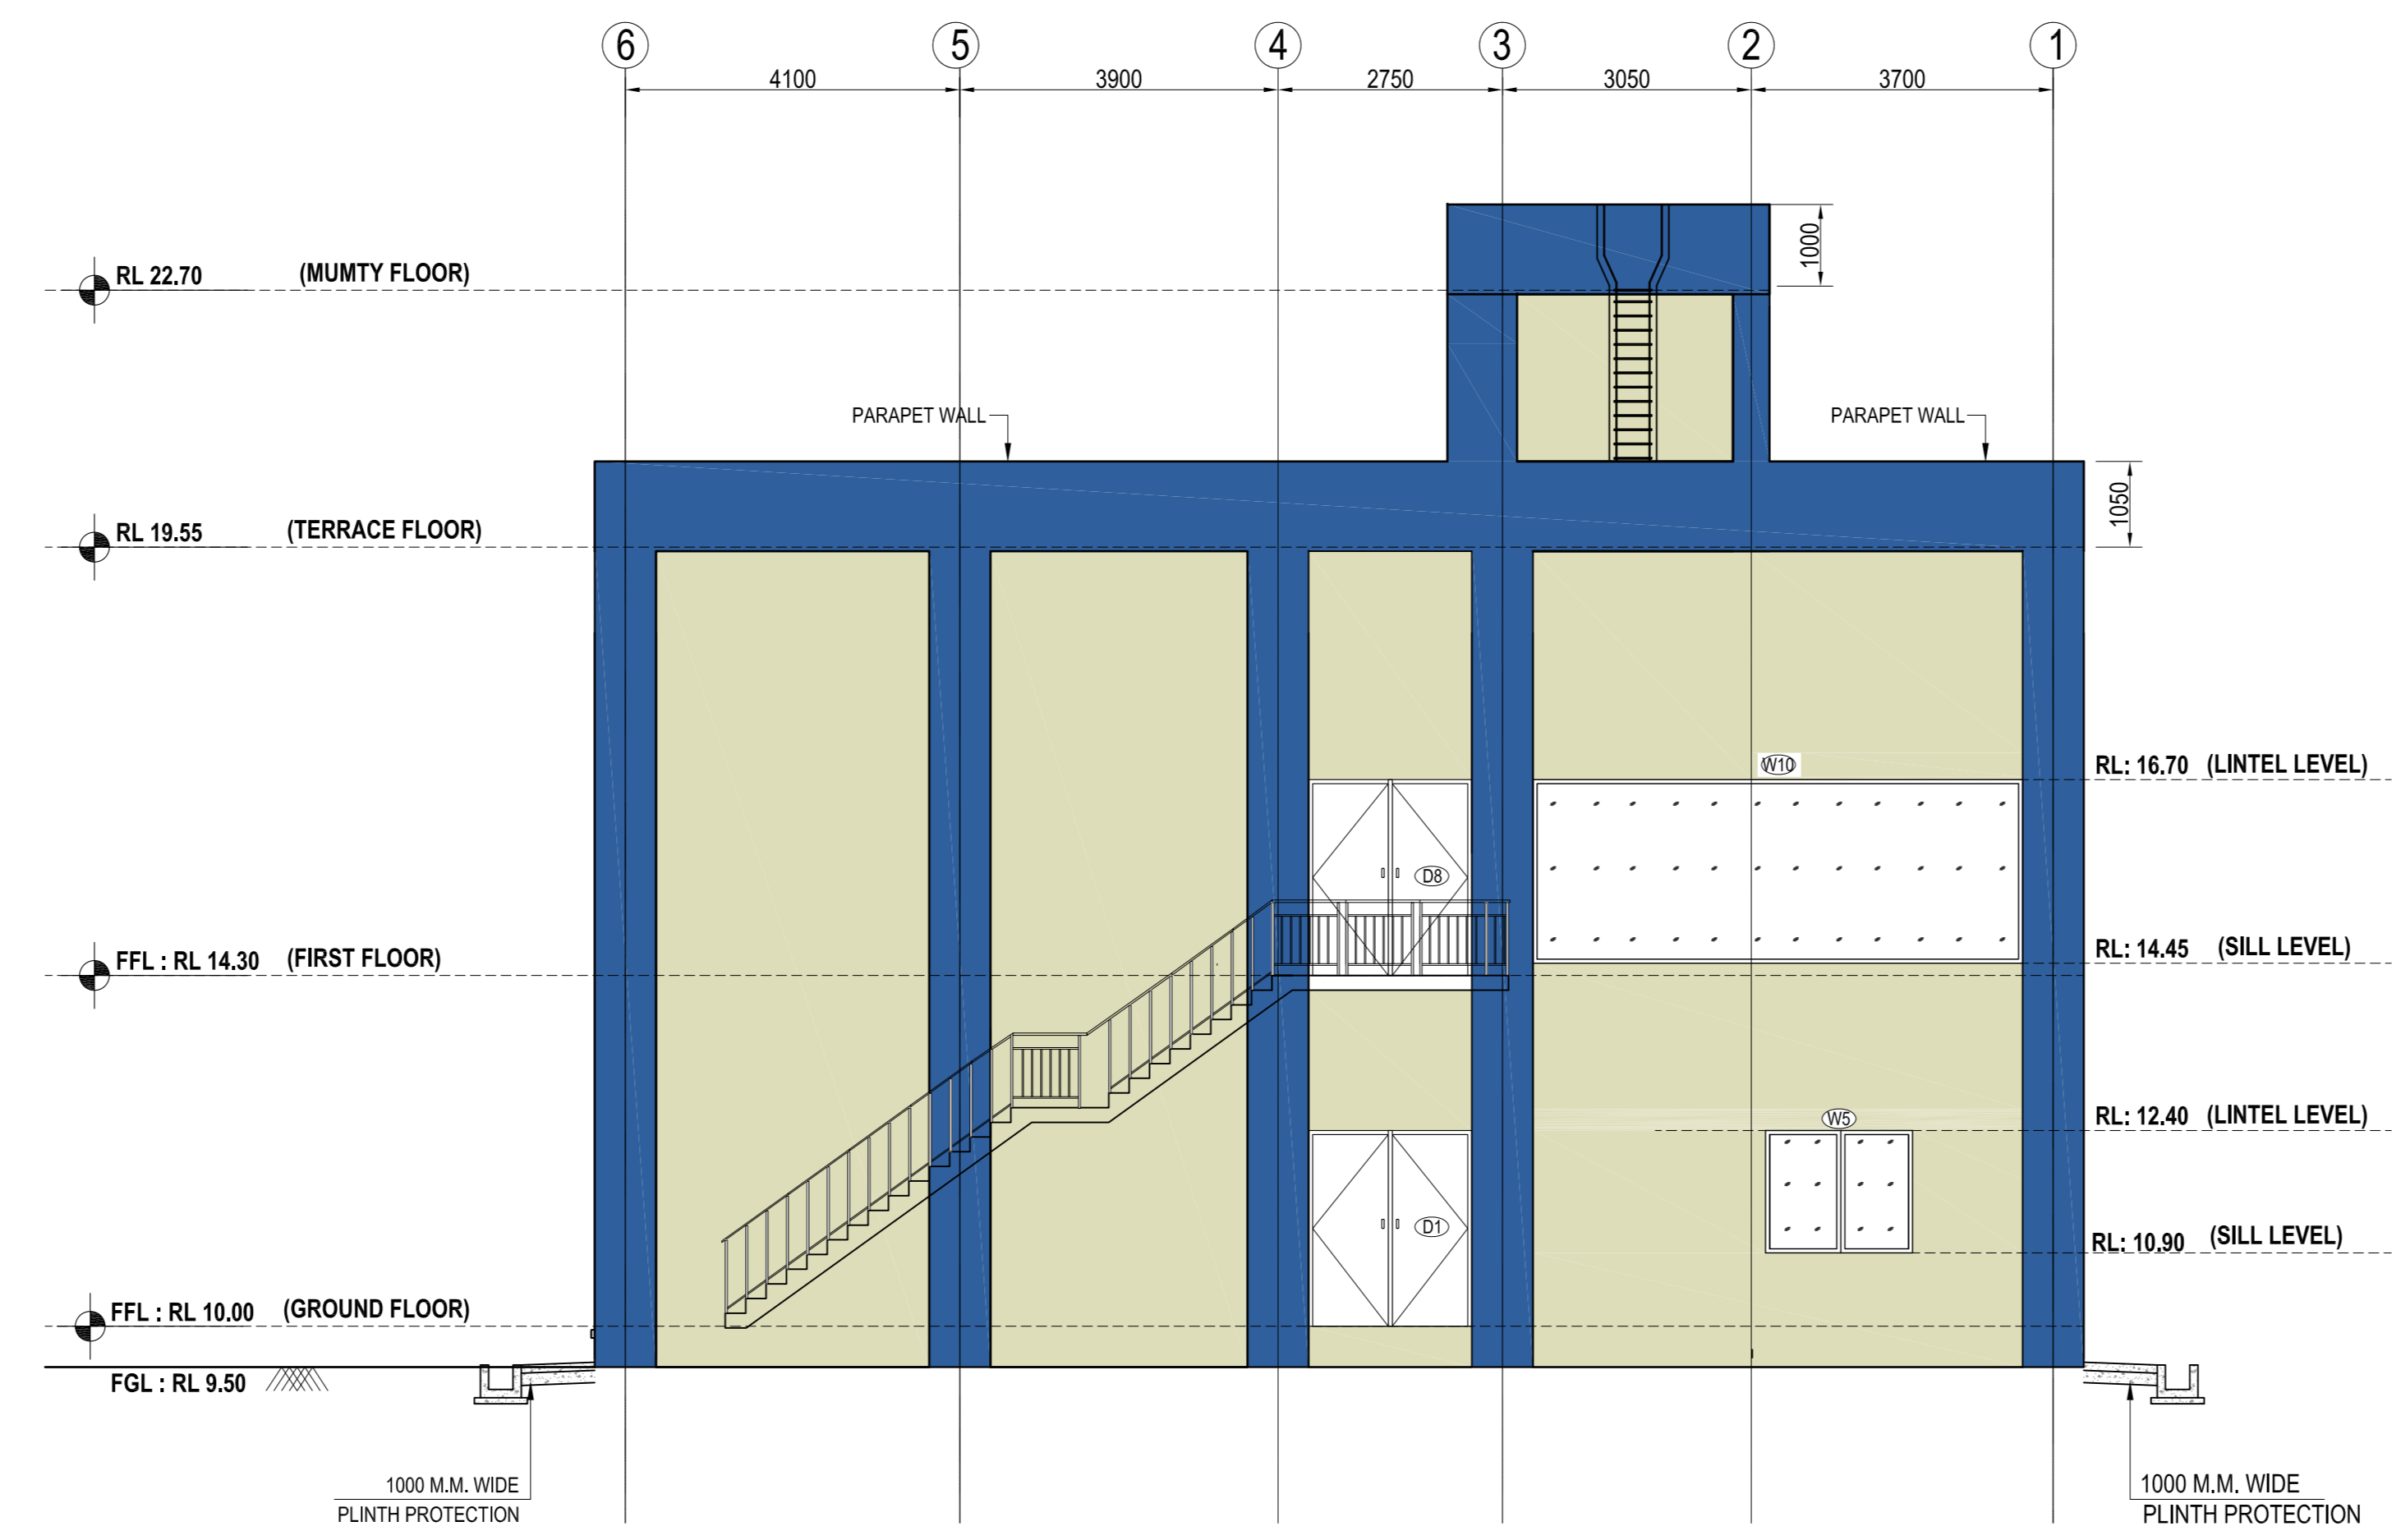 6 5 4 3 2 1
4100 3900 2750 3050 3700
RL 22.70 (MUMTY FLOOR)
1000
PARAPET WALL
PARAPET WALL
RL 19.55 (TERRACE FLOOR)
1050
W10
RL: 16.70 (LINTEL LEVEL)
D8
RL: 14.45 (SILL LEVEL)
FFL : RL 14.30 (FIRST FLOOR)
W5
RL: 12.40 (LINTEL LEVEL)
D1
RL: 10.90 (SILL LEVEL)
FFL : RL 10.00 (GROUND FLOOR)
FGL : RL 9.50
1000 M.M. WIDE
PLINTH PROTECTION
1000 M.M. WIDE
PLINTH PROTECTION